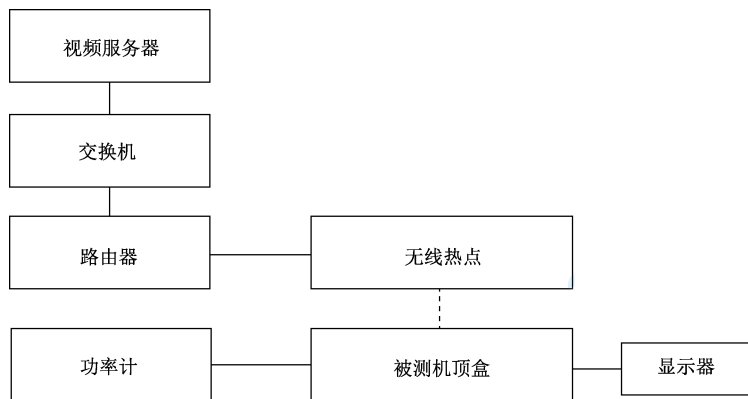 视频服务器
交换机
路由器
无线热点
功率计
被测机顶盒
显示器